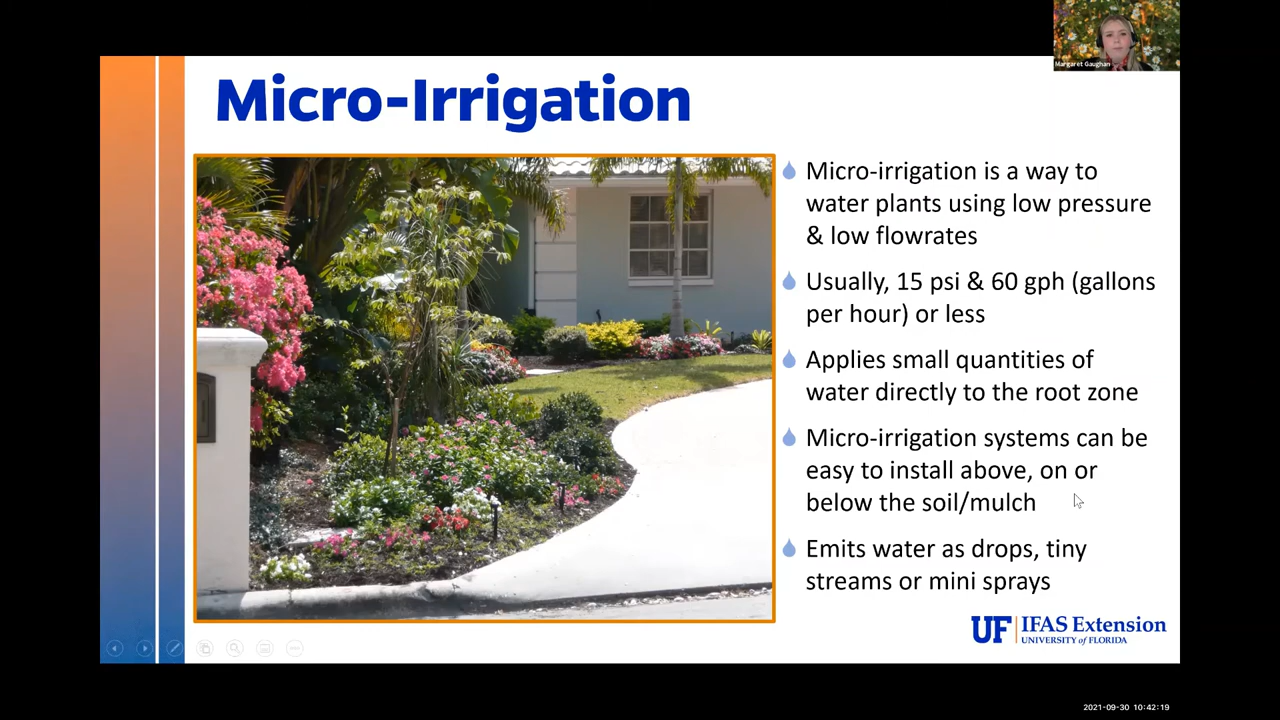 Margaret Gaughan
Micro-Irrigation
Micro-irrigation is a way to
water plants using low pressure
& low flowrates
Usually, 15 psi & 60 gph (gallons
per hour) or less
Applies small quantities of
water directly to the root zone
Micro-irrigation systems can be
easy to install above, on or
below the soil/mulch
Emits water as drops, tiny
streams or mini sprays
UF IFAS Extension
UNIVERSITY of FLORIDA
2021-09-30 10:42:19